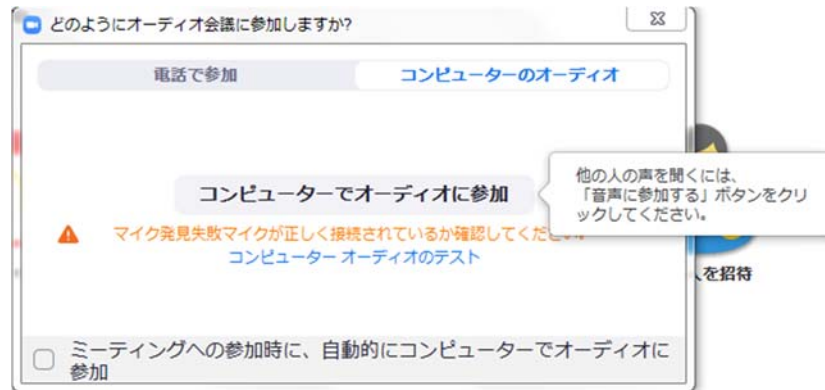 どのようにオーディオ会議に参加しますか?
電話で参加
コンピューターのオーディオ
コンピューターでオーディオに参加
他の人の声を聞くには、
「音声に参加する」ボタンをクリ
ックしてください。
マイク発見失敗マイクが正しく接続されているか確認してくださ
コンピューター オーディオのテスト
を招待
ミーティングへの参加時に、自動的にコンピューターでオーディオに
参加